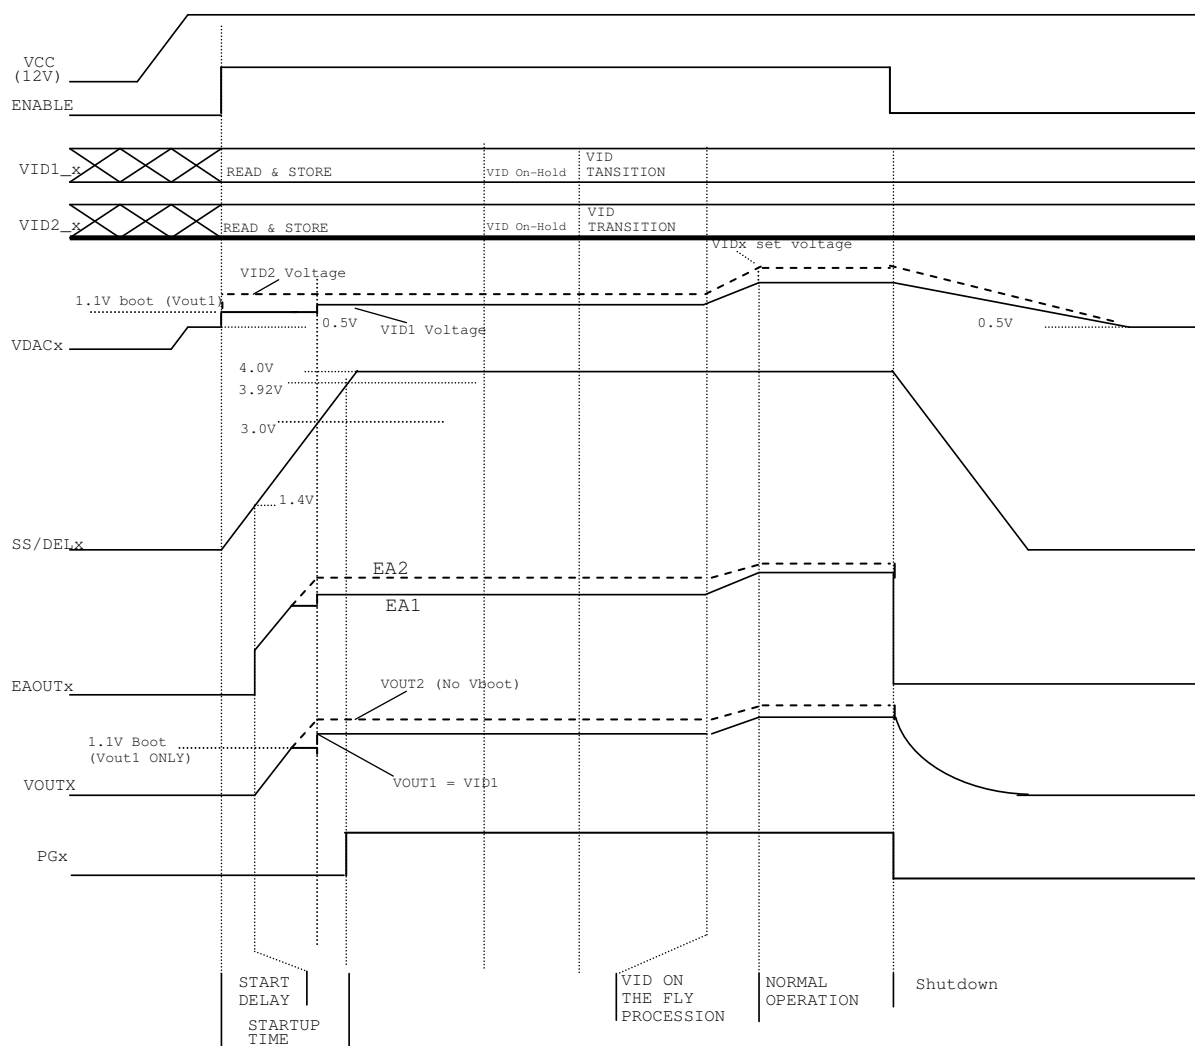 VCC
(12V)
ENABLE
VID1_x
READ & STORE
VID On-Hold
VID
TANSITION
VID2_x
READ & STORE
VID On-Hold
VID
TRANSITION
VIDx set voltage
VID2 Voltage
1.1V boot (Vout1)
0.5V
VID1 Voltage
0.5V
VDACx
4.0V
3.92V
3.0V
1.4V
SS/DELx
EA2
EA1
EAOUTx
VOUT2 (No Vboot)
1.1V Boot
(Vout1 ONLY)
VOUT1 = VID1
VOUTX
PGx
START
DELAY
STARTUP
TIME
VID ON
THE FLY
PROCESSION
NORMAL
OPERATION
Shutdown